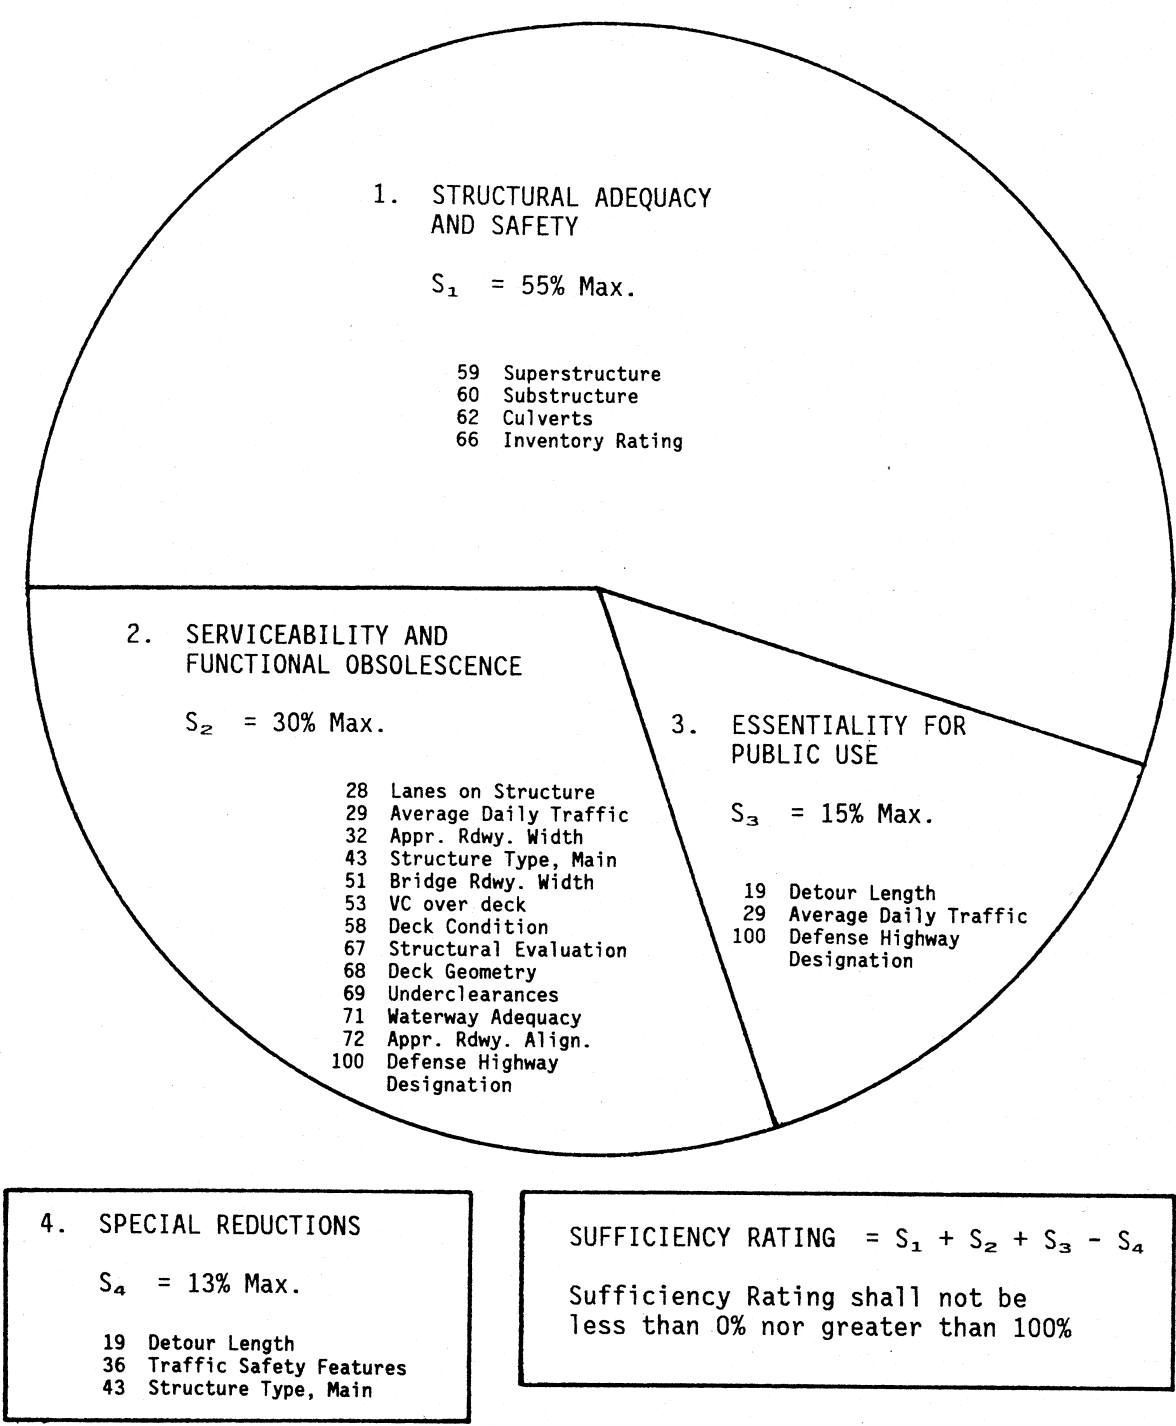 1. STRUCTURAL ADEQUACY
AND SAFETY
S₁ = 55% Max.
59 Superstructure
60 Substructure
62 Culverts
66 Inventory Rating
2. SERVICEABILITY AND
FUNCTIONAL OBSOLESCENCE
S₂ = 30% Max.
28 Lanes on Structure
29 Average Daily Traffic
32 Appr. Rdwy. Width
43 Structure Type, Main
51 Bridge Rdwy. Width
53 VC over deck
58 Deck Condition
67 Structural Evaluation
68 Deck Geometry
69 Underclearances
71 Waterway Adequacy
72 Appr. Rdwy. Align.
100 Defense Highway
Designation
3. ESSENTIALITY FOR
PUBLIC USE
S₃ = 15% Max.
19 Detour Length
29 Average Daily Traffic
100 Defense Highway
Designation
4. SPECIAL REDUCTIONS
S₄ = 13% Max.
19 Detour Length
36 Traffic Safety Features
43 Structure Type, Main
SUFFICIENCY RATING = S₁ + S₂ + S₃ - S₄
Sufficiency Rating shall not be
less than 0% nor greater than 100%